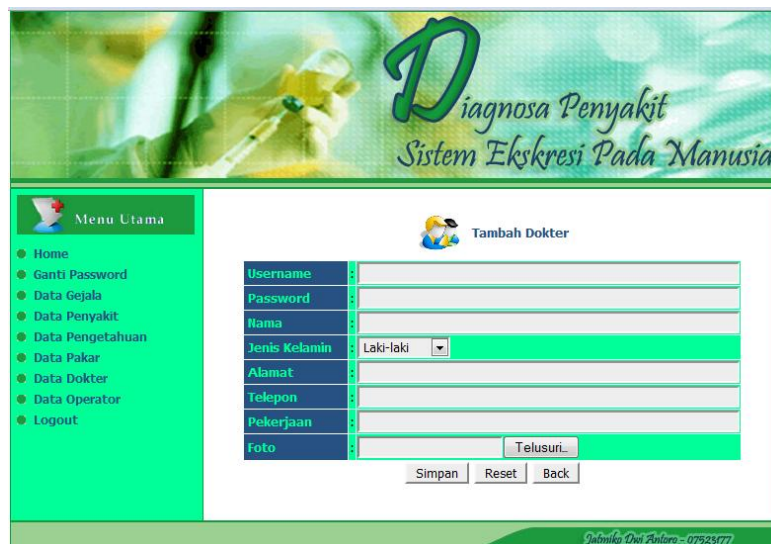 Diagnosa Penyakit
Sistem Ekskresi Pada Manusia
Menu Utama
Home
Ganti Password
Data Gejala
Data Penyakit
Data Pengetahuan
Data Pakar
Data Dokter
Data Operator
Logout
Tambah Dokter
Username :
Password :
Nama :
Jenis Kelamin : Laki-laki
Alamat :
Telepon :
Pekerjaan :
Foto : Telusuri...
Simpan Reset Back
Jatmiko Dwi Antoro - 07523177